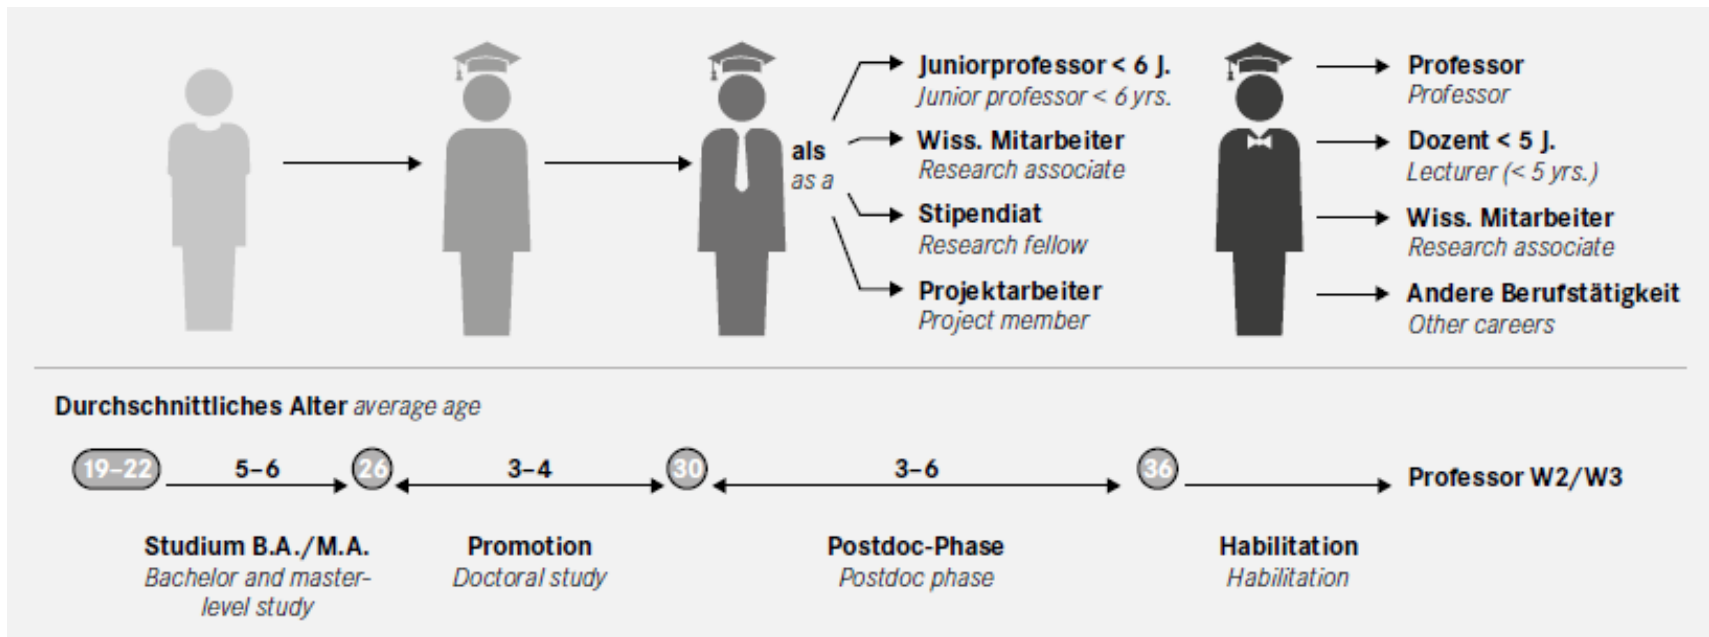 Juniorprofessor < 6 J.
Junior professor < 6 yrs.
als
as a
Wiss. Mitarbeiter
Research associate
Stipendiat
Research fellow
Projektarbeiter
Project member
Professor
Professor
Dozent < 5 J.
Lecturer (< 5 yrs.)
Wiss. Mitarbeiter
Research associate
Andere Berufstätigkeit
Other careers
Durchschnittliches Alter average age
19–22 5–6 26 3–4 30 3–6 36 Professor W2/W3
Studium B.A./M.A.
Bachelor and master-
level study
Promotion
Doctoral study
Postdoc-Phase
Postdoc phase
Habilitation
Habilitation